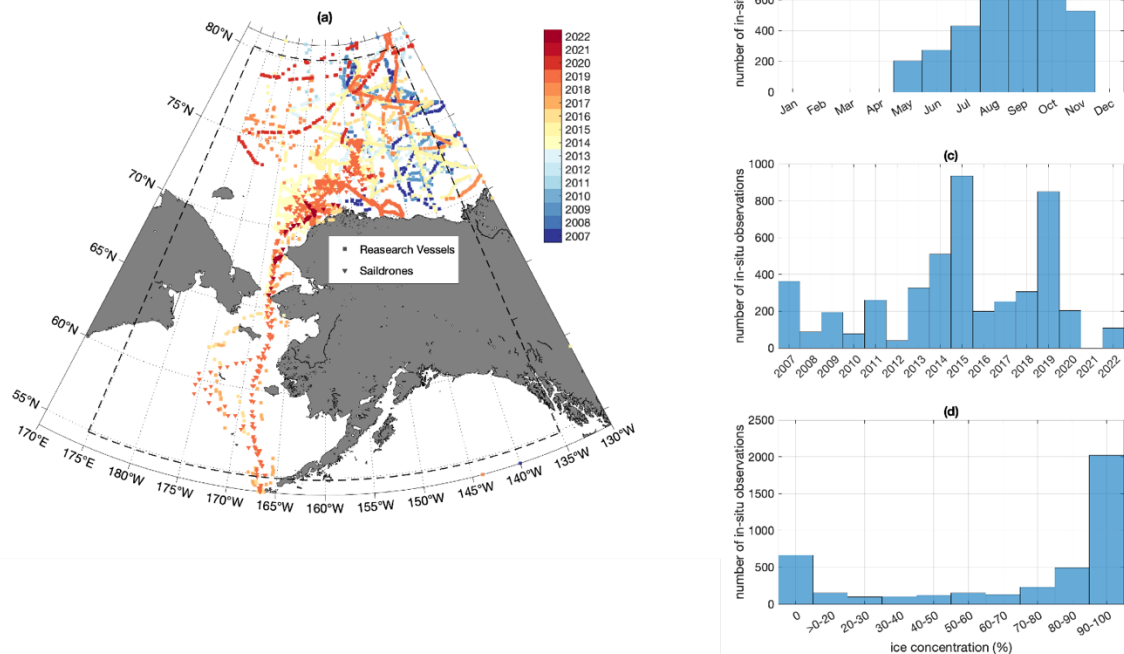 (a)
80°N
75°N
70°N
65°N
60°N
55°N
170°E
175°E
180°W
175°W
170°W
165°W
160°W
155°W
150°W
145°W
140°W
135°W
130°W
2022
2021
2020
2019
2018
2017
2016
2015
2014
2013
2012
2011
2010
2009
2008
2007
Reasearch Vessels
Saildrones
number of in-si
600
400
200
0
Jan Feb Mar Apr May Jun Jul Aug Sep Oct Nov Dec
(c)
number of in-situ observations
1000
800
600
400
200
0
2007 2008 2009 2010 2011 2012 2013 2014 2015 2016 2017 2018 2019 2020 2021 2022
(d)
number of in-situ observations
2500
2000
1500
1000
500
0
0 >0-20 20-30 30-40 40-50 50-60 60-70 70-80 80-90 90-100
ice concentration (%)